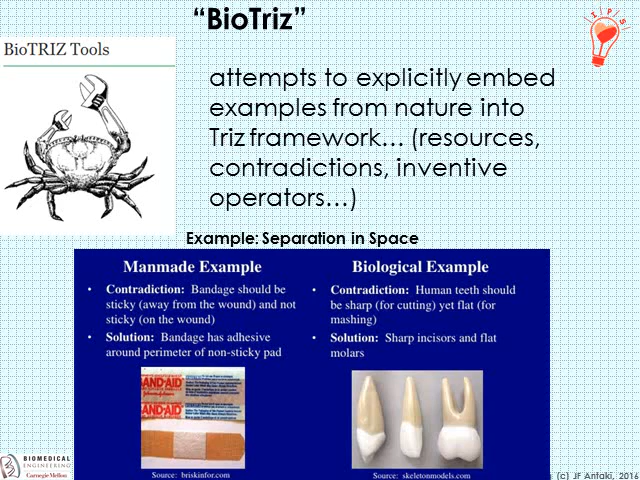 “BioTriz”
I P S
BioTRIZ Tools
attempts to explicitly embed
examples from nature into
Triz framework… (resources,
contradictions, inventive
operators…)
Example: Separation in Space
Manmade Example
• Contradiction: Bandage should be
sticky (away from the wound) and not
sticky (on the wound)
• Solution: Bandage has adhesive
around perimeter of non-sticky pad
BAND-AID
Source: briskinfor.com
Biological Example
• Contradiction: Human teeth should
be sharp (for cutting) yet flat (for
mashing)
• Solution: Sharp incisors and flat
molars
Source: skeletonmodels.com
BIOMEDICAL
ENGINEERING
Carnegie Mellon
(c) JF Antaki, 2016